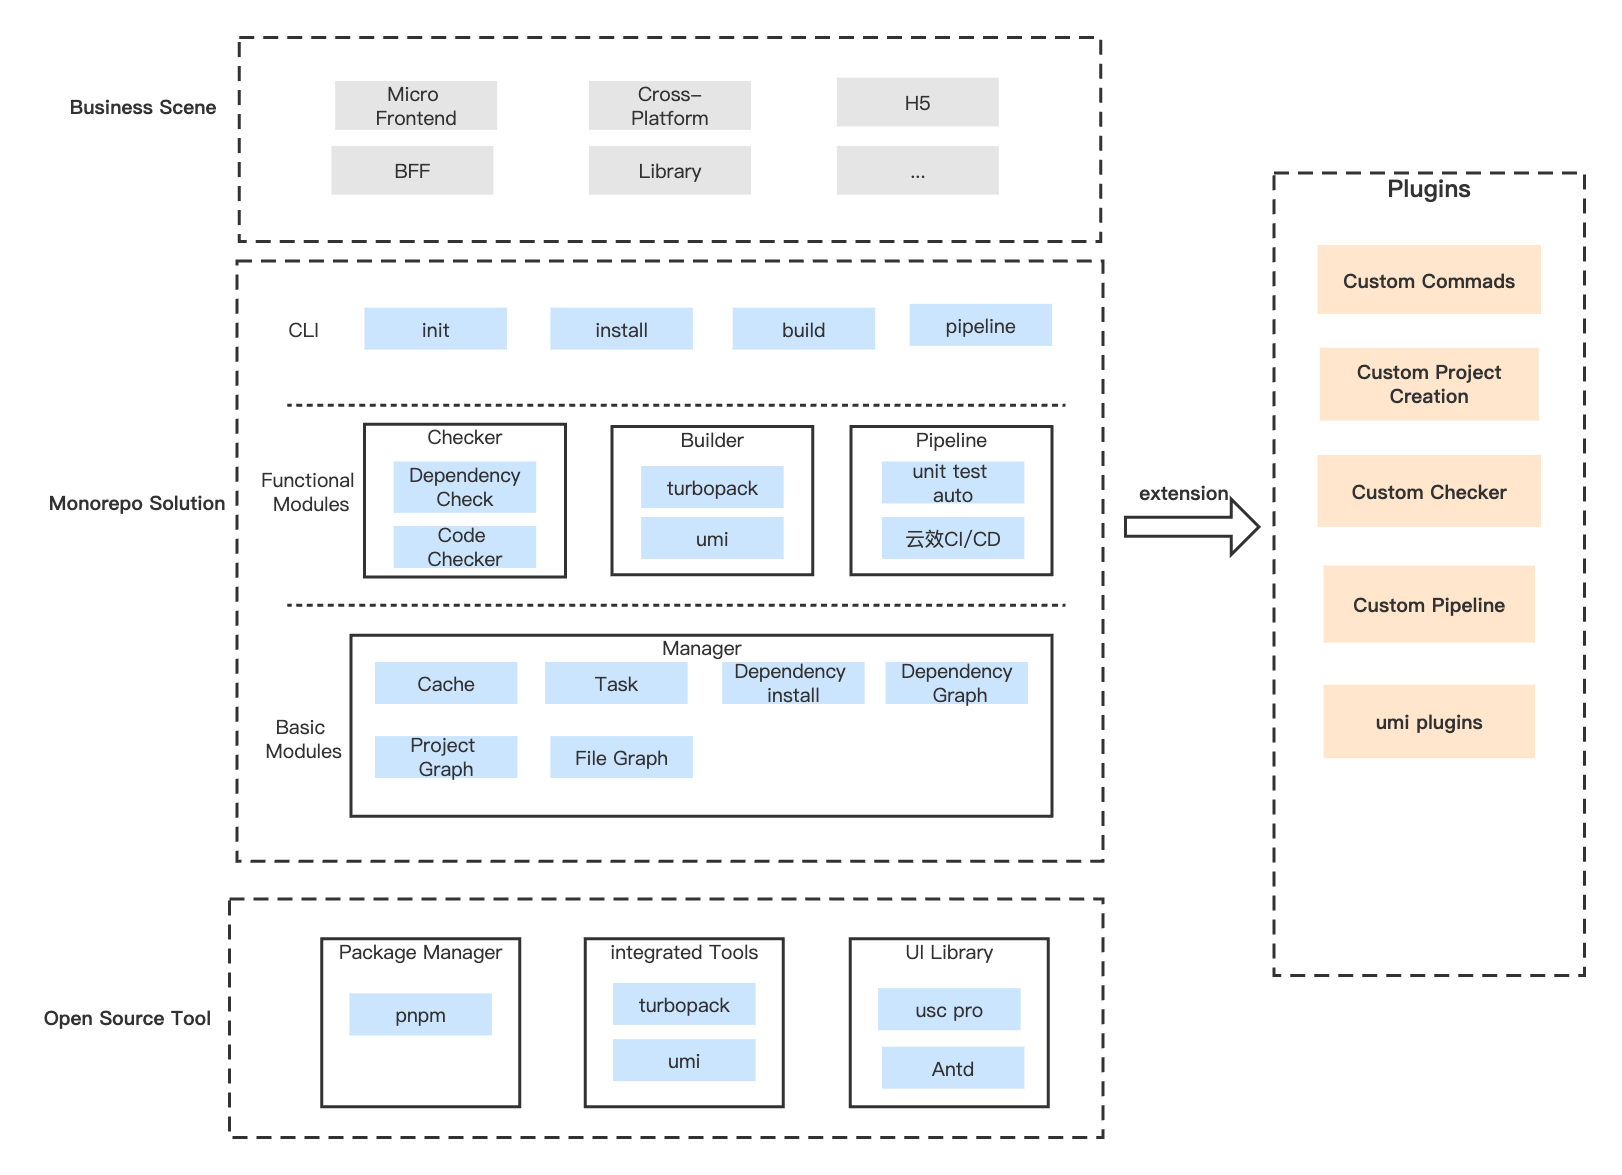 Business Scene
Micro
Frontend
Cross-
Platform
H5
BFF
Library
...
Monorepo Solution
CLI
init
install
build
pipeline
Functional
Modules
Checker
Dependency
Check
Code
Checker
Builder
turbopack
umi
Pipeline
unit test
auto
云效CI/CD
Basic
Modules
Manager
Cache
Task
Dependency
install
Dependency
Graph
Project
Graph
File Graph
Open Source Tool
Package Manager
pnpm
integrated Tools
turbopack
umi
UI Library
usc pro
Antd
extension
Plugins
Custom Commads
Custom Project
Creation
Custom Checker
Custom Pipeline
umi plugins